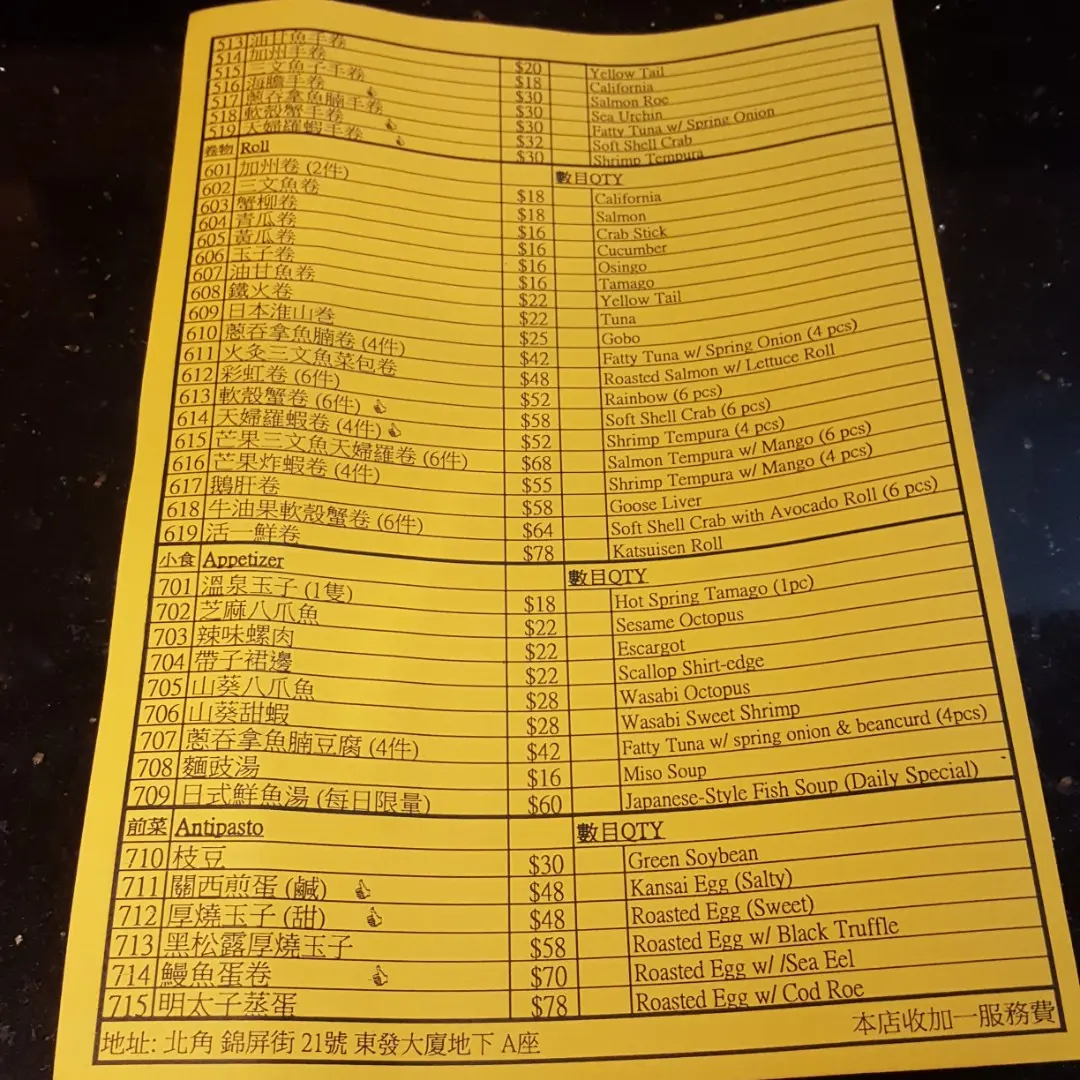 513 油甘魚手卷 $20 Yellow Tail
514 加州手卷 $18 California
515 三文魚子手卷 $30 Salmon Roe
516 海膽手卷 $30 Sea Urchin
517 蔥吞拿魚腩手卷 $30 Fatty Tuna w/ Spring Onion
518 軟殼蟹手卷 $32 Soft Shell Crab
519 天婦羅蝦手卷 $30 Shrimp Tempura
卷物 Roll 數目QTY
601 加州卷 (2件) $18 California
602 三文魚卷 $18 Salmon
603 蟹柳卷 $16 Crab Stick
604 青瓜卷 $16 Cucumber
605 黃瓜卷 $16 Osingo
606 玉子卷 $16 Tamago
607 油甘魚卷 $22 Yellow Tail
608 鐵火卷 $22 Tuna
609 日本淮山卷 $25 Gobo
610 蔥吞拿魚腩卷 (4件) $42 Fatty Tuna w/ Spring Onion (4 pcs)
611 火灸三文魚菜包卷 $48 Roasted Salmon w/ Lettuce Roll
612 彩虹卷 (6件) $52 Rainbow (6 pcs)
613 軟殼蟹卷 (6件) $58 Soft Shell Crab (6 pcs)
614 天婦羅蝦卷 (4件) $52 Shrimp Tempura (4 pcs)
615 芒果三文魚天婦羅卷 (6件) $68 Salmon Tempura w/ Mango (6 pcs)
616 芒果炸蝦卷 (4件) $55 Shrimp Tempura w/ Mango (4 pcs)
617 鵝肝卷 $58 Goose Liver
618 牛油果軟殼蟹卷 (6件) $64 Soft Shell Crab with Avocado Roll (6 pcs)
619 活一鮮卷 $78 Katsuisen Roll
小食 Appetizer 數目QTY
701 溫泉玉子 (1隻) $18 Hot Spring Tamago (1pc)
702 芝麻八爪魚 $22 Sesame Octopus
703 辣味螺肉 $22 Escargot
704 帶子裙邊 $22 Scallop Shirt-edge
705 山葵八爪魚 $28 Wasabi Octopus
706 山葵甜蝦 $28 Wasabi Sweet Shrimp
707 蔥吞拿魚腩豆腐 (4件) $42 Fatty Tuna w/ spring onion & beancurd (4pcs)
708 麵豉湯 $16 Miso Soup
709 日式鮮魚湯 (每日限量) $60 Japanese-Style Fish Soup (Daily Special)
前菜 Antipasto 數目QTY
710 枝豆 $30 Green Soybean
711 關西煎蛋 (鹹) $48 Kansai Egg (Salty)
712 厚燒玉子 (甜) $48 Roasted Egg (Sweet)
713 黑松露厚燒玉子 $58 Roasted Egg w/ Black Truffle
714 鰻魚蛋卷 $70 Roasted Egg w/ /Sea Eel
715 明太子蒸蛋 $78 Roasted Egg w/ Cod Roe
地址: 北角 錦屏街 21號 東發大廈地下 A座 本店收加一服務費